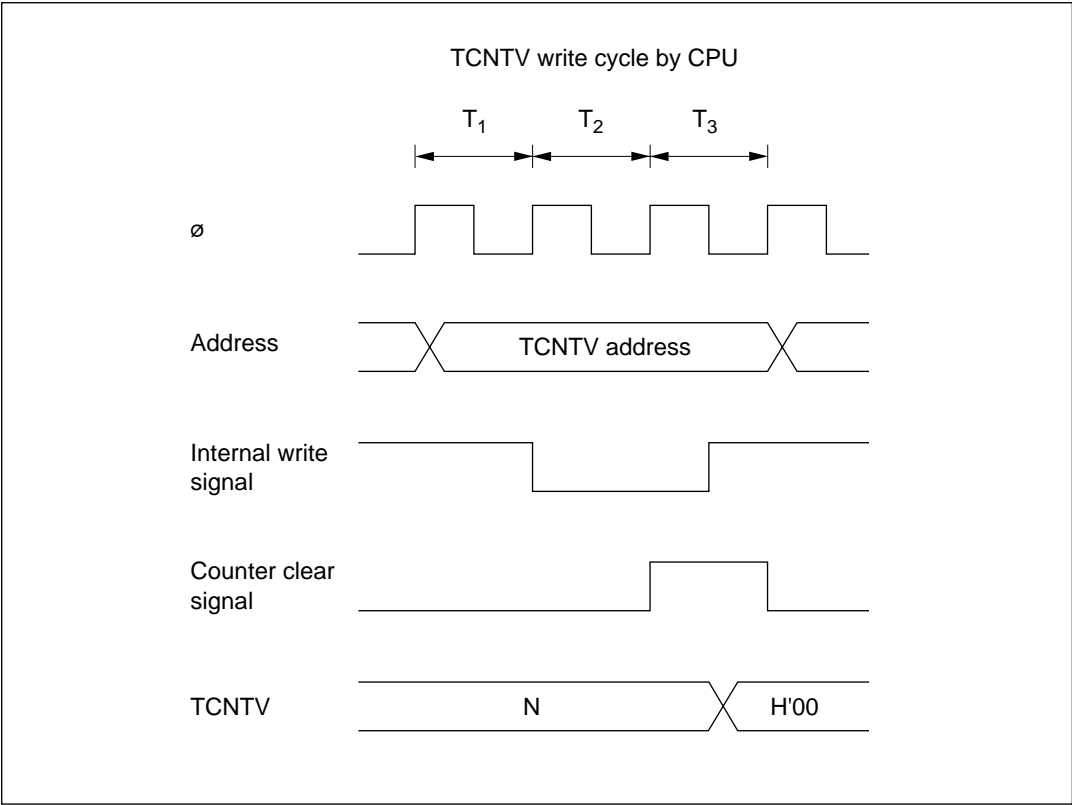 TCNTV write cycle by CPU
T1 T2 T3
ø
Address
TCNTV address
Internal write
signal
Counter clear
signal
TCNTV
N
H'00